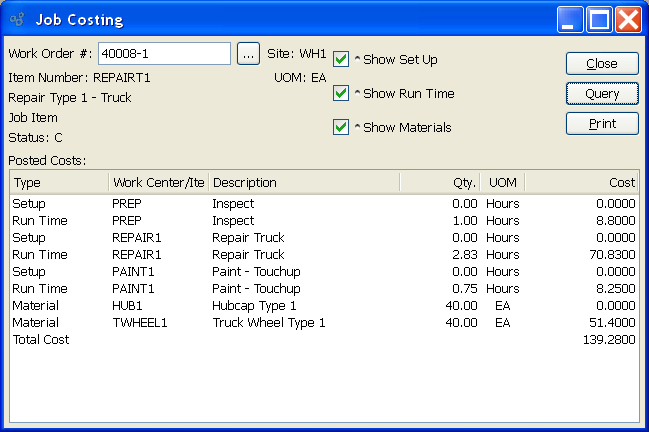 Job Costing
Work Order #: 40008-1 ... Site: WH1
Item Number: REPAIRT1 UOM: EA
Repair Type 1 - Truck
Job Item
Status: C
^ Show Set Up
^ Show Run Time
^ Show Materials
Close
Query
Print
Posted Costs:
Type Work Center/Ite Description Qty. UOM Cost
Setup PREP Inspect 0.00 Hours 0.0000
Run Time PREP Inspect 1.00 Hours 8.8000
Setup REPAIR1 Repair Truck 0.00 Hours 0.0000
Run Time REPAIR1 Repair Truck 2.83 Hours 70.8300
Setup PAINT1 Paint - Touchup 0.00 Hours 0.0000
Run Time PAINT1 Paint - Touchup 0.75 Hours 8.2500
Material HUB1 Hubcap Type 1 40.00 EA 0.0000
Material TWHEEL1 Truck Wheel Type 1 40.00 EA 51.4000
Total Cost 139.2800